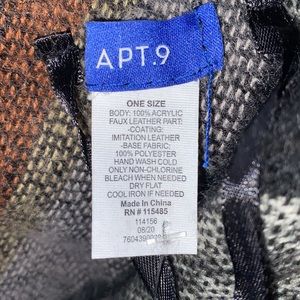 APT.9
ONE SIZE
BODY: 100% ACRYLIC
FAUX LEATHER PART:
-COATING:
IMITATION LEATHER
-BASE FABRIC:
100% POLYESTER
HAND WASH COLD
ONLY NON-CHLORINE
BLEACH WHEN NEEDED
DRY FLAT
COOL IRON IF NEEDED
Made In China
RN # 115485
114156
08/20